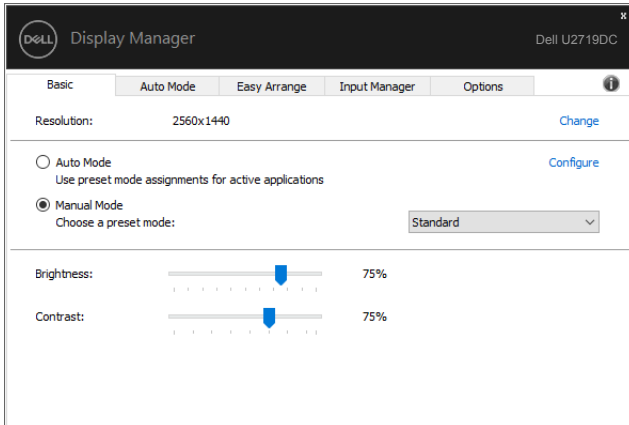 x
DELL Display Manager Dell U2719DC
Basic Auto Mode Easy Arrange Input Manager Options i
Resolution: 2560x1440 Change
Auto Mode Configure
Use preset mode assignments for active applications
Manual Mode
Choose a preset mode: Standard
Brightness: 75%
Contrast: 75%